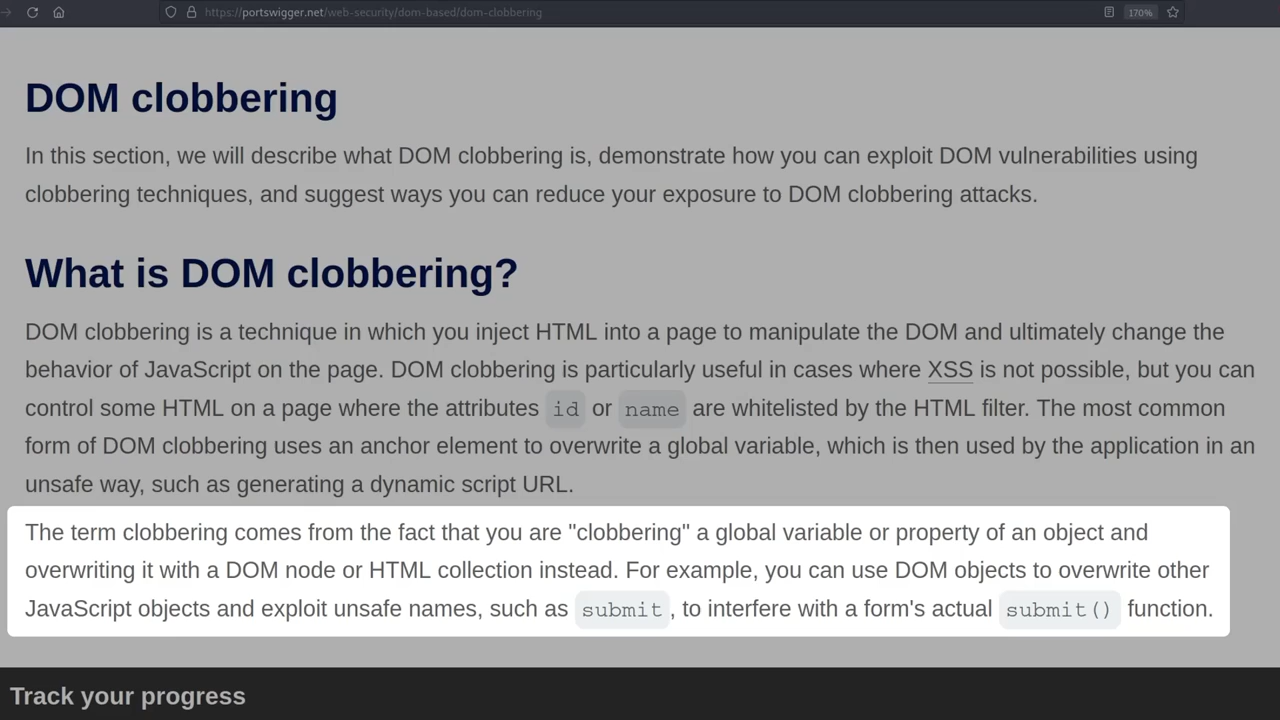 https://portswigger.net/web-security/dom-based/dom-clobbering
170%
DOM clobbering
In this section, we will describe what DOM clobbering is, demonstrate how you can exploit DOM vulnerabilities using
clobbering techniques, and suggest ways you can reduce your exposure to DOM clobbering attacks.
What is DOM clobbering?
DOM clobbering is a technique in which you inject HTML into a page to manipulate the DOM and ultimately change the
behavior of JavaScript on the page. DOM clobbering is particularly useful in cases where XSS is not possible, but you can
control some HTML on a page where the attributes id or name are whitelisted by the HTML filter. The most common
form of DOM clobbering uses an anchor element to overwrite a global variable, which is then used by the application in an
unsafe way, such as generating a dynamic script URL.
The term clobbering comes from the fact that you are "clobbering" a global variable or property of an object and
overwriting it with a DOM node or HTML collection instead. For example, you can use DOM objects to overwrite other
JavaScript objects and exploit unsafe names, such as submit, to interfere with a form's actual submit() function.
Track your progress